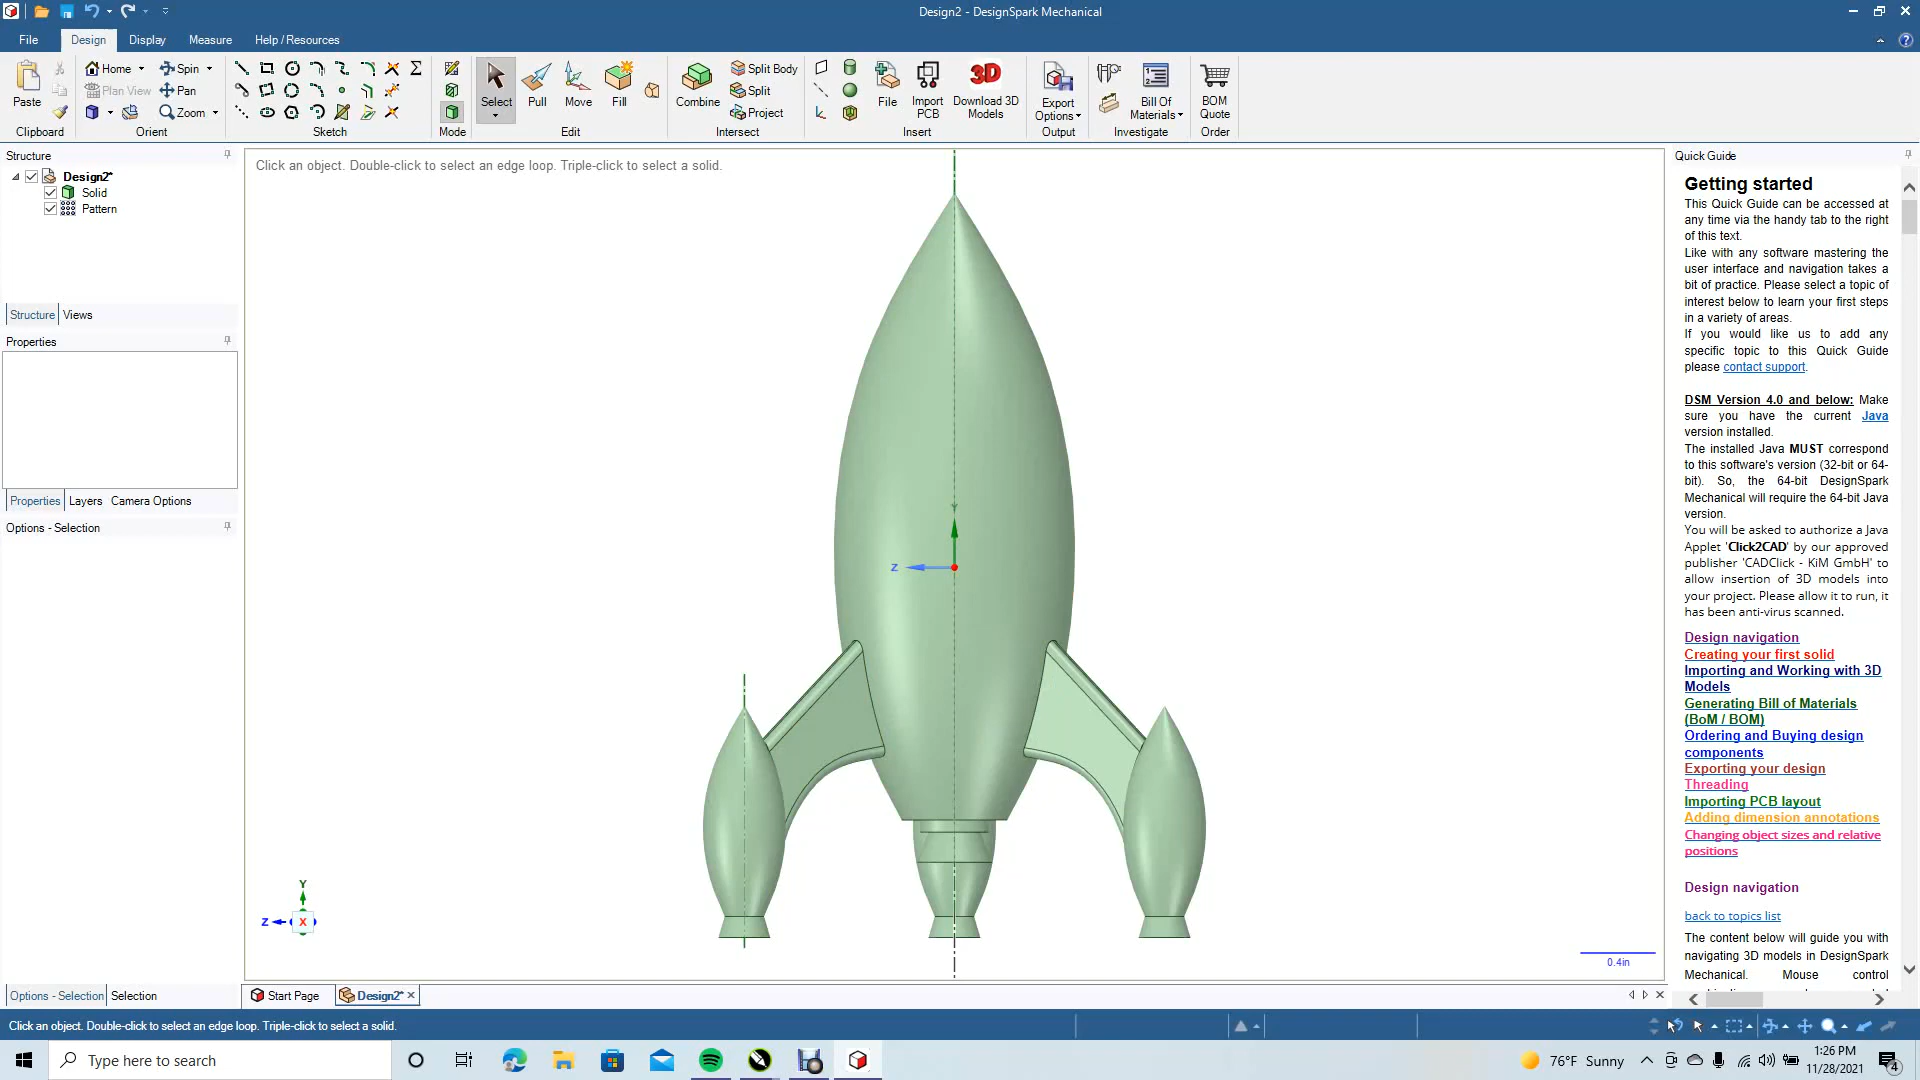 Design2 - DesignSpark Mechanical
File
Design
Display
Measure
Help / Resources
Paste
Clipboard
Home
Spin
Plan View
Pan
Zoom
Orient
Sketch
Mode
Select
Pull
Move
Fill
Edit
Combine
Split Body
Split
Project
Intersect
File
Import PCB
3D
Download 3D Models
Insert
Export Options
Output
Bill Of Materials
Investigate
BOM Quote
Order
Structure
Design2*
Solid
Pattern
Structure
Views
Properties
Properties
Layers
Camera Options
Options - Selection
Options - Selection
Selection
Click an object. Double-click to select an edge loop. Triple-click to select a solid.
Y
Z
Y
Z
X
0.4in
Start Page
Design2*
Quick Guide
Getting started
This Quick Guide can be accessed at
any time via the handy tab to the right
of this text.
Like with any software mastering the
user interface and navigation takes a
bit of practice. Please select a topic of
interest below to learn your first steps
in a variety of areas.
If you would like us to add any
specific topic to this Quick Guide
please contact support.
DSM Version 4.0 and below: Make
sure you have the current Java
version installed.
The installed Java MUST correspond
to this software's version (32-bit or 64-
bit). So, the 64-bit DesignSpark
Mechanical will require the 64-bit Java
version.
You will be asked to authorize a Java
Applet 'Click2CAD' by our approved
publisher 'CADClick - KiM GmbH' to
allow insertion of 3D models into
your project. Please allow it to run, it
has been anti-virus scanned.
Design navigation
Creating your first solid
Importing and Working with 3D
Models
Generating Bill of Materials
(BoM / BOM)
Ordering and Buying design
components
Exporting your design
Threading
Importing PCB layout
Adding dimension annotations
Changing object sizes and relative
positions
Design navigation
back to topics list
The content below will guide you with
navigating 3D models in DesignSpark
Mechanical. Mouse control
Click an object. Double-click to select an edge loop. Triple-click to select a solid.
Type here to search
76°F Sunny
1:26 PM
11/28/2021
4